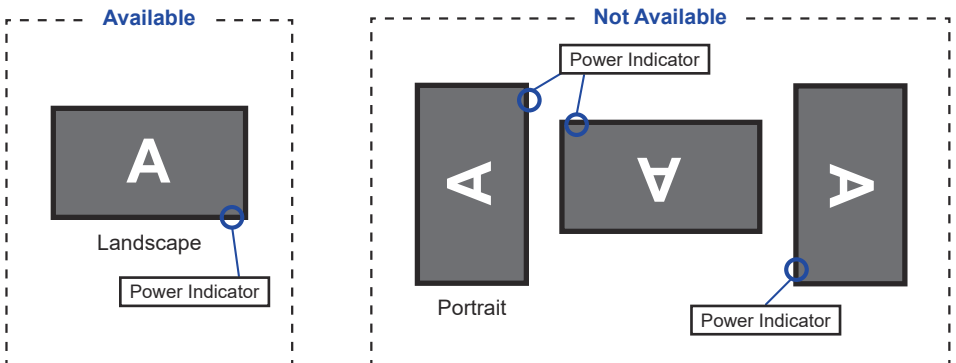 Available
A
Landscape
Power Indicator
Not Available
Power Indicator
A
A
A
Portrait
Power Indicator